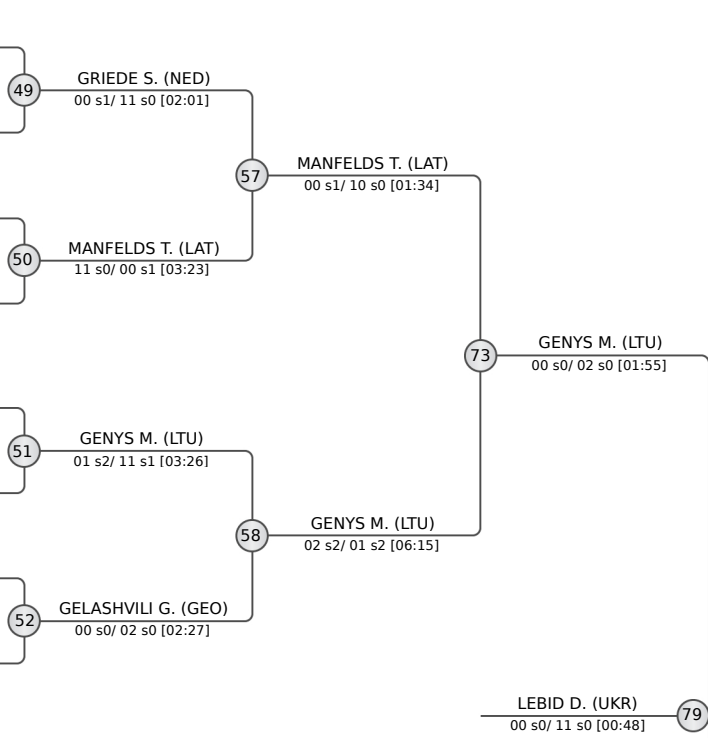 GRIEDE S. (NED)
49
00 s1/ 11 s0 [02:01]
MANFELDS T. (LAT)
57
00 s1/ 10 s0 [01:34]
MANFELDS T. (LAT)
50
11 s0/ 00 s1 [03:23]
GENYS M. (LTU)
73
00 s0/ 02 s0 [01:55]
GENYS M. (LTU)
51
01 s2/ 11 s1 [03:26]
GENYS M. (LTU)
58
02 s2/ 01 s2 [06:15]
GELASHVILI G. (GEO)
52
00 s0/ 02 s0 [02:27]
LEBID D. (UKR)
79
00 s0/ 11 s0 [00:48]